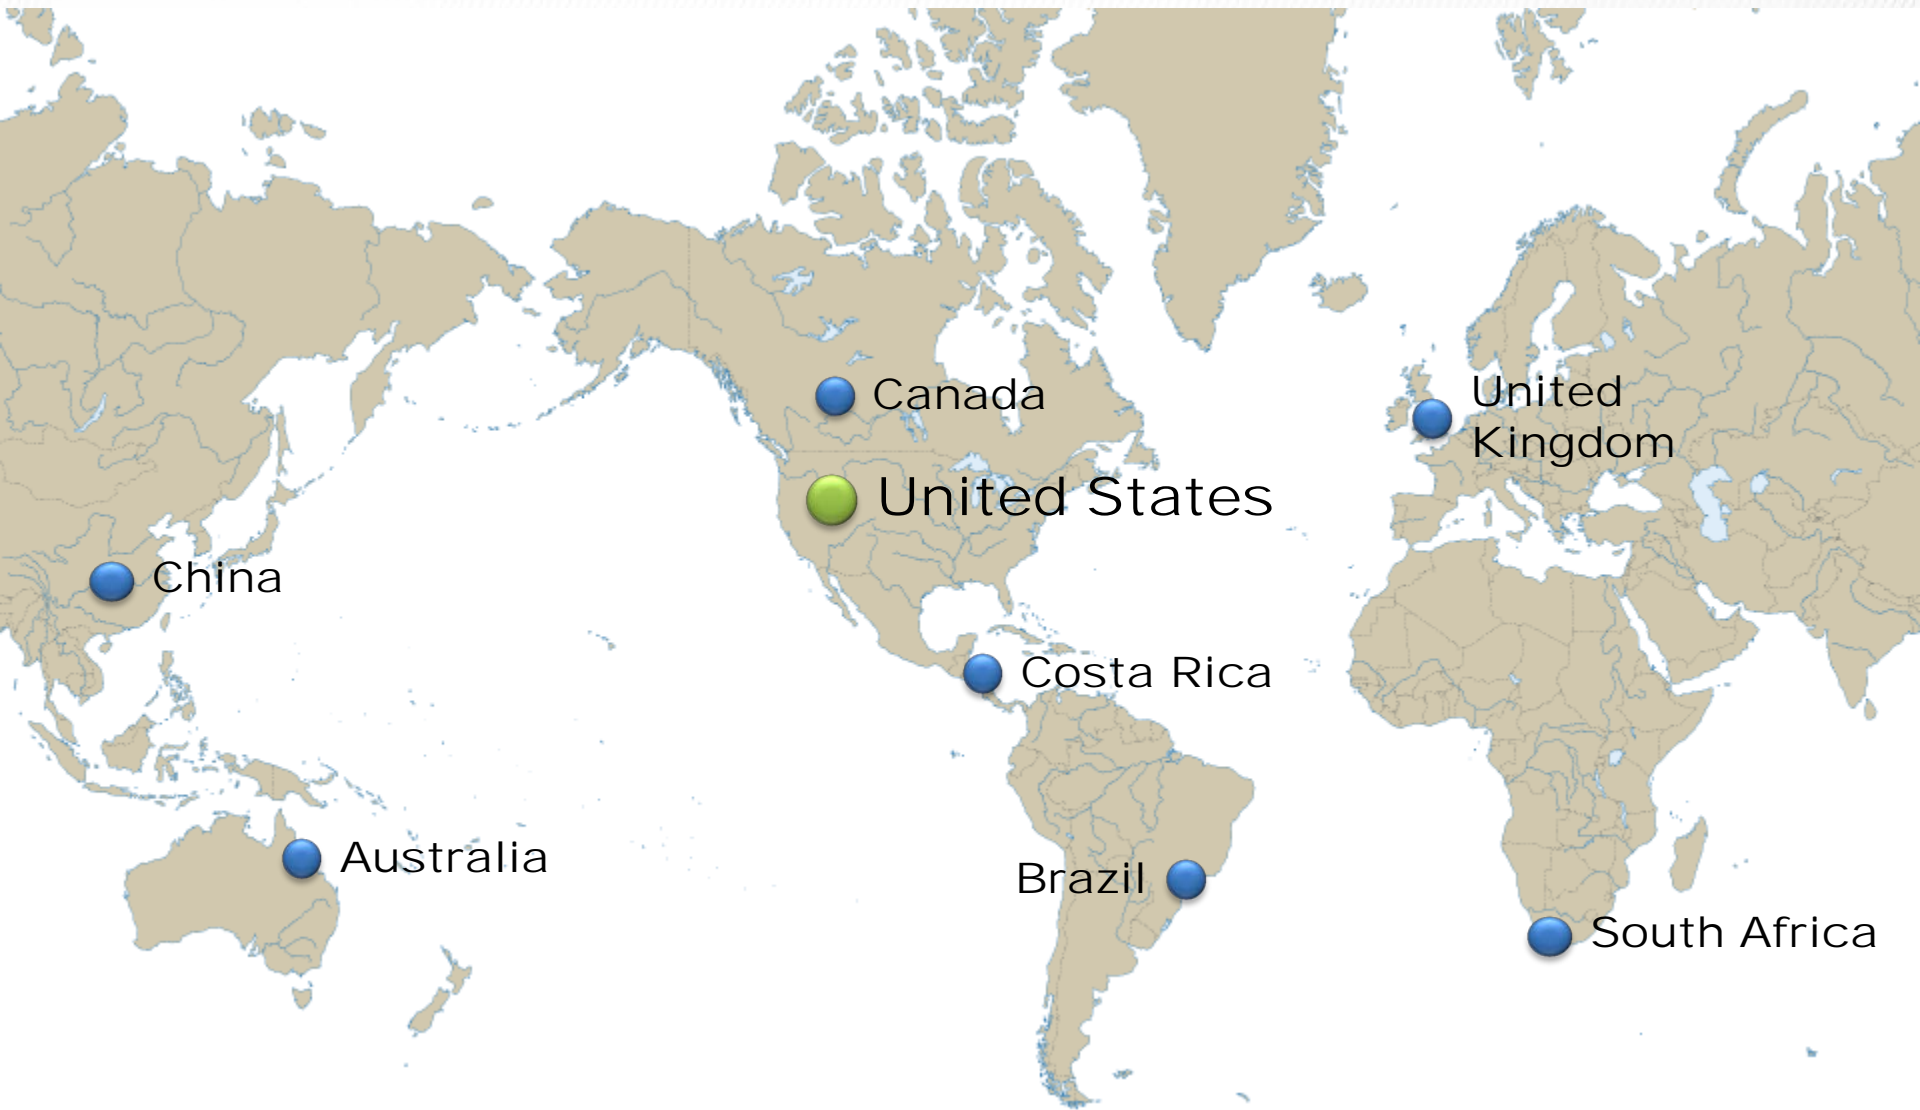 Canada
United
Kingdom
United States
China
Costa Rica
Australia
Brazil
South Africa